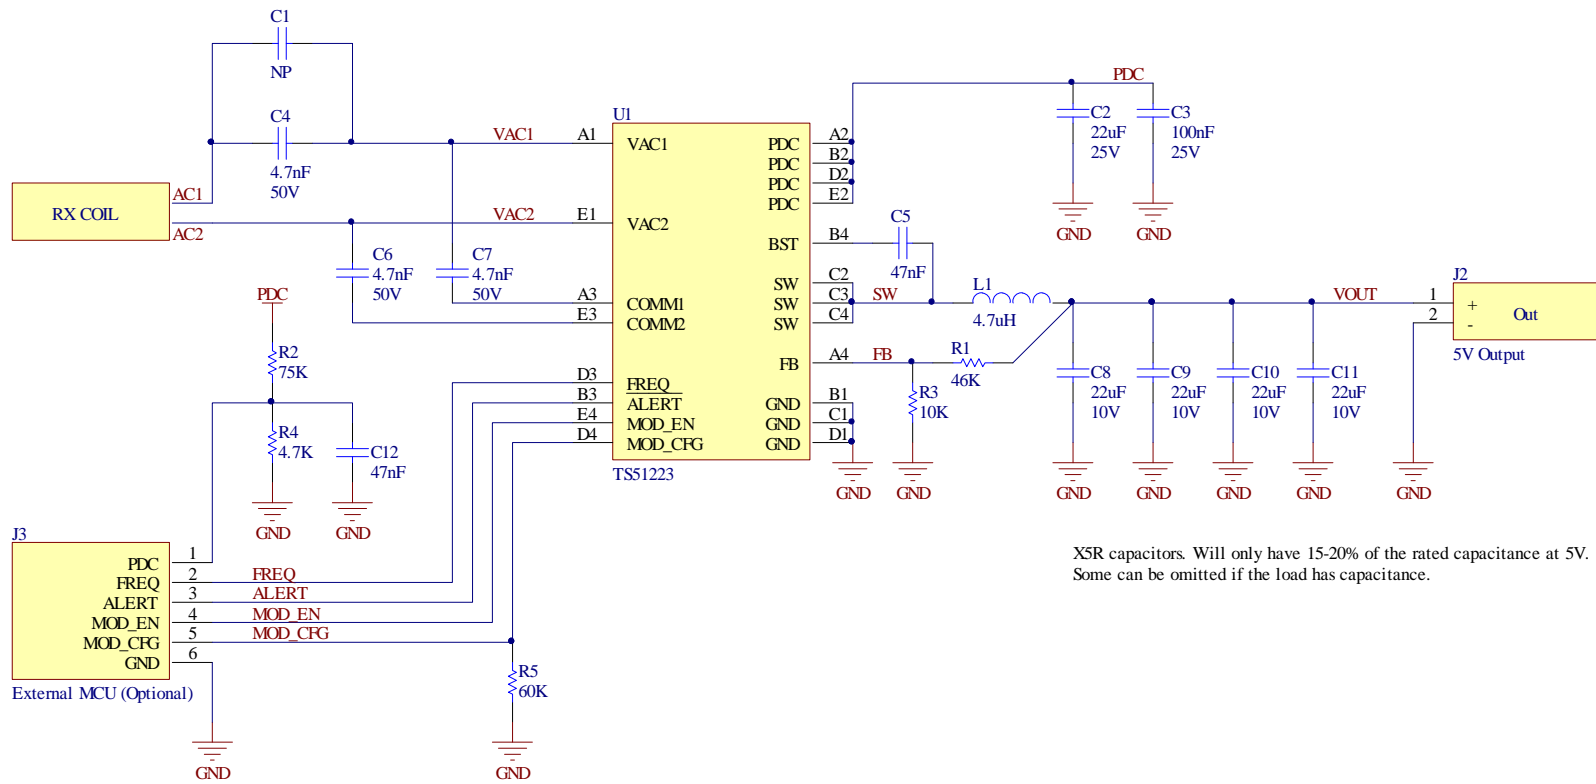 C1
NP
C4
4.7nF
50V
RX COIL
AC1
AC2
VAC1
VAC2
A1
E1
C6
4.7nF
50V
C7
4.7nF
50V
A3
E3
PDC
R2
75K
R4
4.7K
C12
47nF
GND
GND
D3
B3
E4
D4
U1
VAC1
VAC2
COMM1
COMM2
FREQ
ALERT
MOD_EN
MOD_CFG
PDC
PDC
PDC
PDC
BST
SW
SW
SW
FB
GND
GND
GND
TS51223
A2
B2
D2
E2
B4
C2
C3
C4
A4
B1
C1
D1
PDC
C2
22uF
25V
C3
100nF
25V
GND
GND
C5
47nF
SW
L1
4.7uH
FB
R1
46K
R3
10K
GND
GND
C8
22uF
10V
C9
22uF
10V
C10
22uF
10V
C11
22uF
10V
GND
GND
GND
GND
GND
VOUT
J2
1
2
+
-
Out
5V Output
X5R capacitors. Will only have 15-20% of the rated capacitance at 5V.
Some can be omitted if the load has capacitance.
J3
PDC
FREQ
ALERT
MOD_EN
MOD_CFG
GND
1
2
3
4
5
6
FREQ
ALERT
MOD_EN
MOD_CFG
External MCU (Optional)
R5
60K
GND
GND